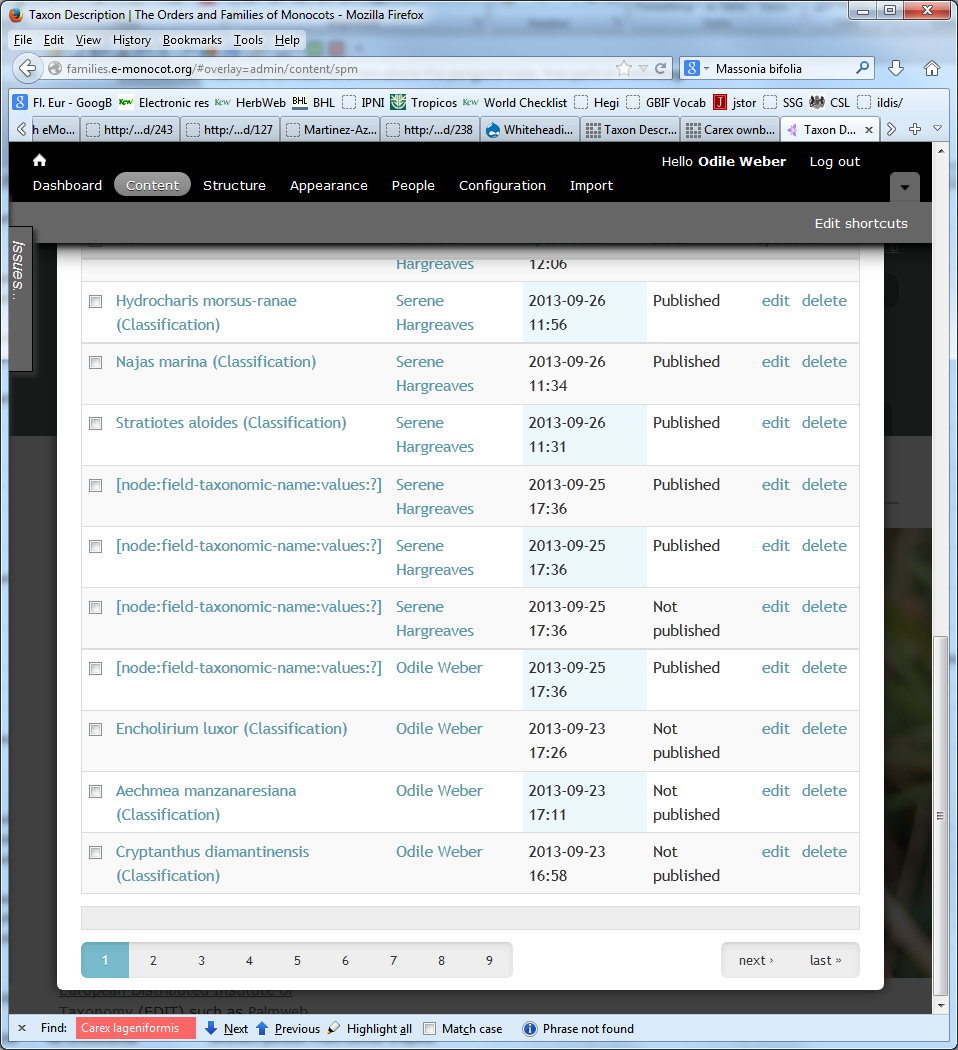 Taxon Description | The Orders and Families of Monocots - Mozilla Firefox
File Edit View History Bookmarks Tools Help
families.e-monocot.org/#overlay=admin/content/spm
Massonia bifolia
Fl. Eur - GoogB Kew Electronic res Kew HerbWeb BHL BHL IPNI Tropicos Kew World Checklist Hegi GBIF Vocab J jstor SSG CSL ildis/
h eMo... http:/...d/243 http:/...d/127 Martinez-Az... http:/...d/238 Whiteheadi... Taxon Descr... Carex ownb... Taxon D...
Hello Odile Weber Log out
Dashboard Content Structure Appearance People Configuration Import
Edit shortcuts
Issues...
Hargreaves 12:06
Hydrocharis morsus-ranae Serene 2013-09-26 Published edit delete
(Classification) Hargreaves 11:56
Najas marina (Classification) Serene 2013-09-26 Published edit delete
Hargreaves 11:34
Stratiotes aloides (Classification) Serene 2013-09-26 Published edit delete
Hargreaves 11:31
[node:field-taxonomic-name:values:?] Serene 2013-09-25 Published edit delete
Hargreaves 17:36
[node:field-taxonomic-name:values:?] Serene 2013-09-25 Published edit delete
Hargreaves 17:36
[node:field-taxonomic-name:values:?] Serene 2013-09-25 Not edit delete
Hargreaves 17:36 published
[node:field-taxonomic-name:values:?] Odile Weber 2013-09-25 Published edit delete
17:36
Encholirium luxor (Classification) Odile Weber 2013-09-23 Not edit delete
17:26 published
Aechmea manzanaresiana Odile Weber 2013-09-23 Not edit delete
(Classification) 17:11 published
Cryptanthus diamantinensis Odile Weber 2013-09-23 Not edit delete
(Classification) 16:58 published
1 2 3 4 5 6 7 8 9 next › last »
European Distributed Institute of
Taxonomy (EDIT) such as Palmweb
Find: Carex lageniformis Next Previous Highlight all Match case Phrase not found